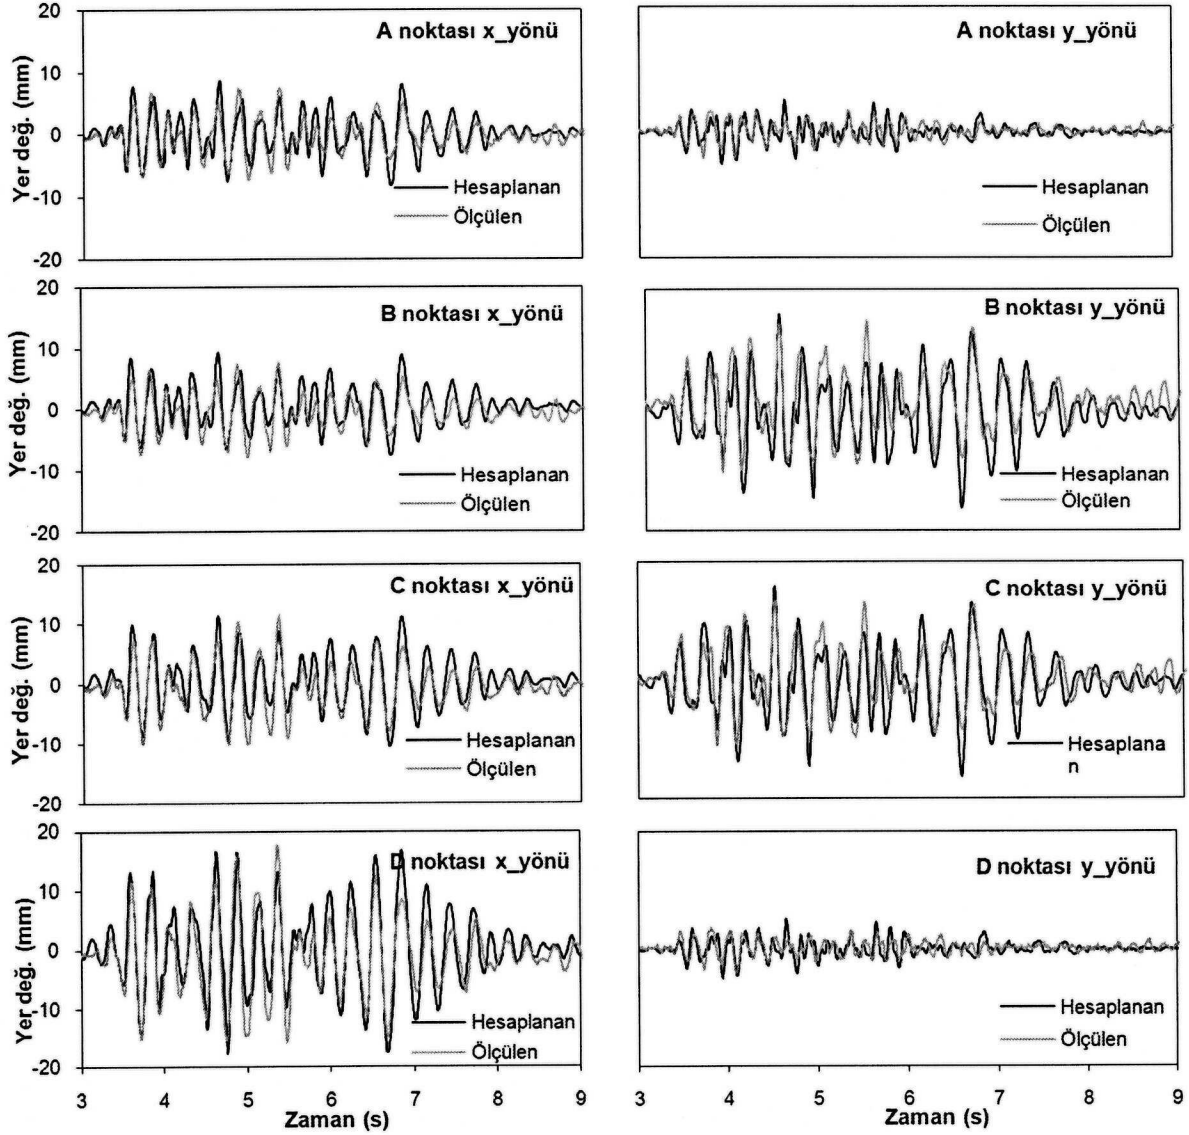 A noktası x_yönü
20
10
0
-10
-20
Yer değ. (mm)
Hesaplanan
Ölçülen
A noktası y_yönü
Hesaplanan
Ölçülen
B noktası x_yönü
20
10
0
-10
-20
Yer değ. (mm)
Hesaplanan
Ölçülen
B noktası y_yönü
Hesaplanan
Ölçülen
C noktası x_yönü
20
10
0
-10
-20
Yer değ. (mm)
Hesaplanan
Ölçülen
C noktası y_yönü
Hesaplana
n
D noktası x_yönü
20
10
0
-10
-20
Yer değ. (mm)
Hesaplanan
Ölçülen
3 4 5 6 7 8 9
Zaman (s)
D noktası y_yönü
Hesaplanan
Ölçülen
3 4 5 6 7 8 9
Zaman (s)